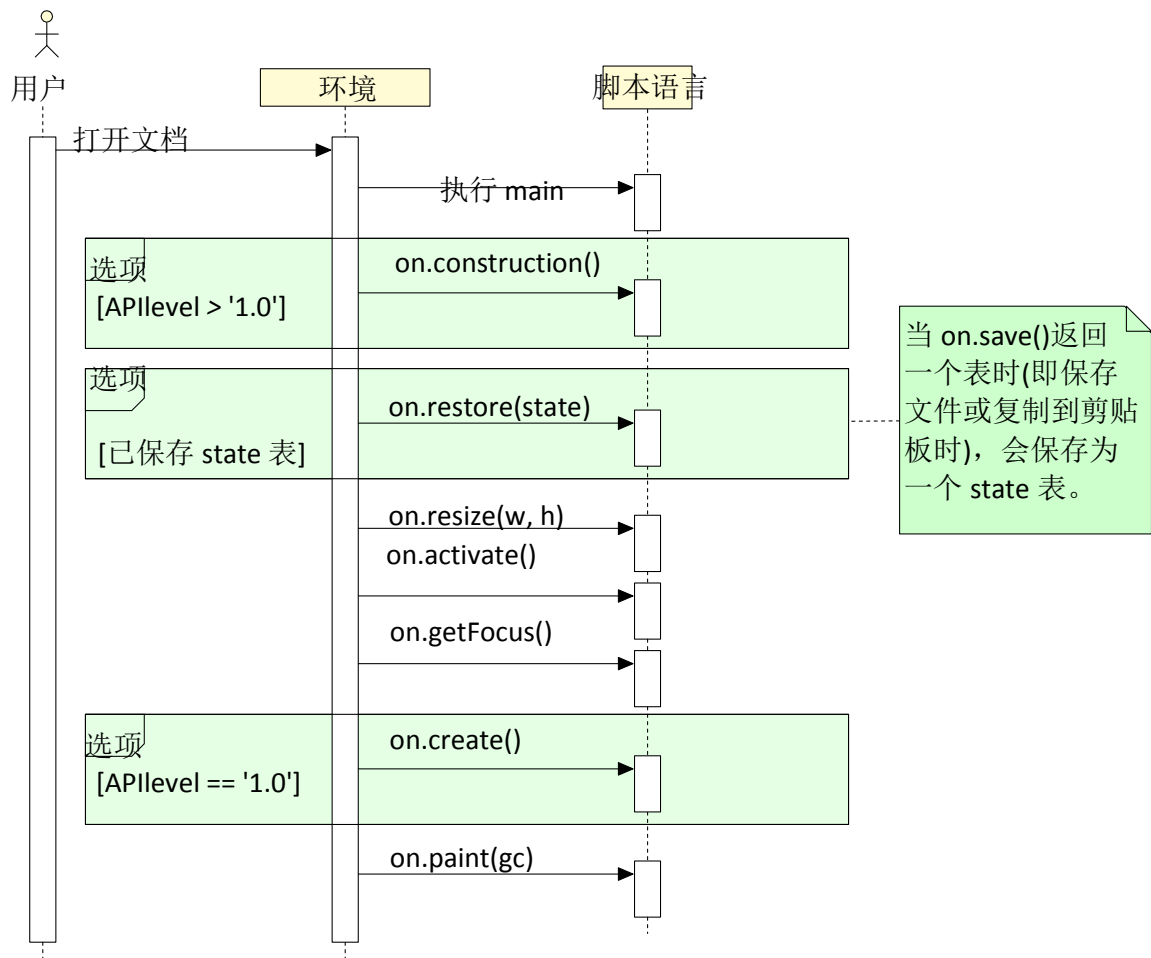 用户
环境
脚本语言
打开文档
执行 main
选项
on.construction()
[APIlevel > '1.0']
选项
on.restore(state)
[已保存 state 表]
当 on.save()返回
一个表时(即保存
文件或复制到剪贴
板时)，会保存为
一个 state 表。
on.resize(w, h)
on.activate()
on.getFocus()
选项
on.create()
[APIlevel == '1.0']
on.paint(gc)